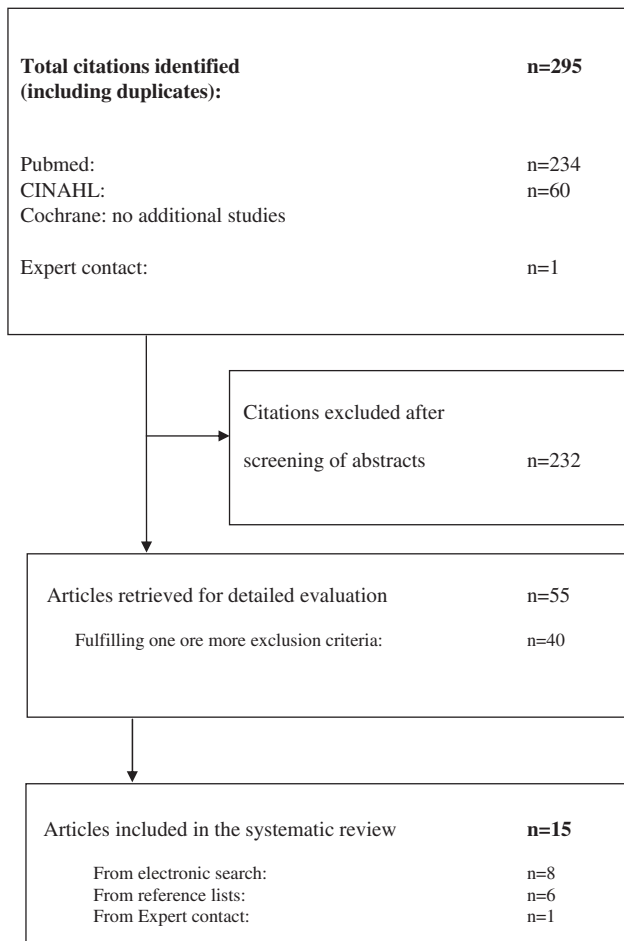 Total citations identified n=295
(including duplicates):
Pubmed: n=234
CINAHL: n=60
Cochrane: no additional studies
Expert contact: n=1
Citations excluded after
screening of abstracts n=232
Articles retrieved for detailed evaluation n=55
Fulfilling one ore more exclusion criteria: n=40
Articles included in the systematic review n=15
From electronic search: n=8
From reference lists: n=6
From Expert contact: n=1